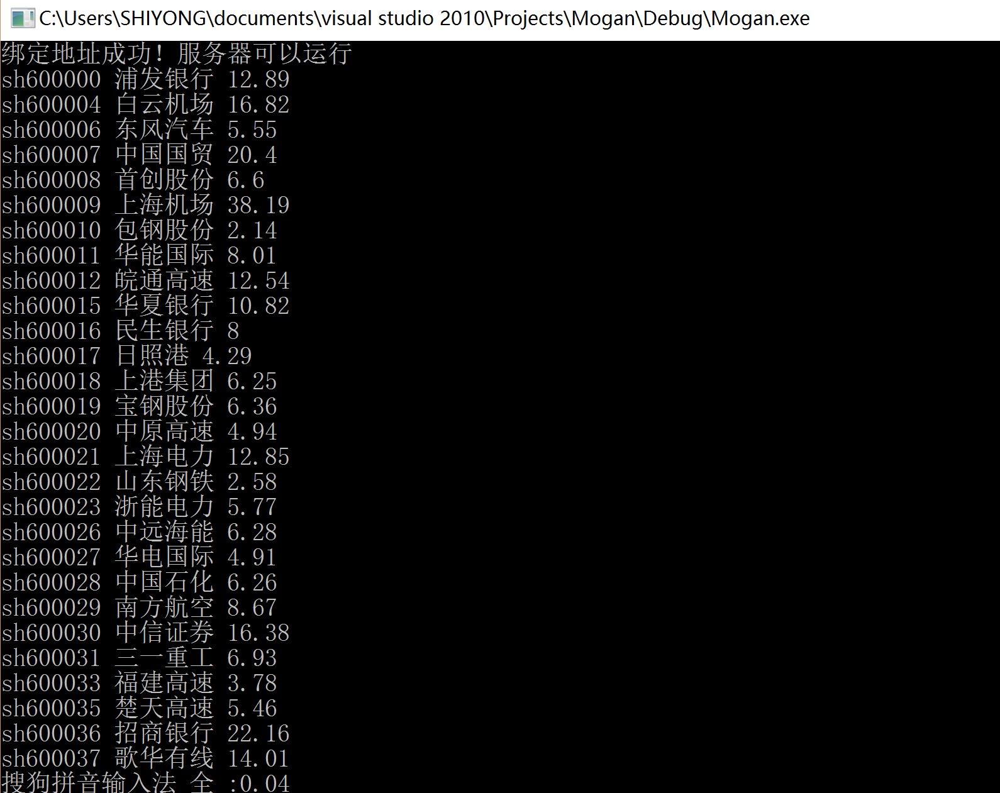 C:\Users\SHIYONG\documents\visual studio 2010\Projects\Mogan\Debug\Mogan.exe
绑定地址成功！服务器可以运行
sh600000 浦发银行 12.89
sh600004 白云机场 16.82
sh600006 东风汽车 5.55
sh600007 中国国贸 20.4
sh600008 首创股份 6.6
sh600009 上海机场 38.19
sh600010 包钢股份 2.14
sh600011 华能国际 8.01
sh600012 皖通高速 12.54
sh600015 华夏银行 10.82
sh600016 民生银行 8
sh600017 日照港 4.29
sh600018 上港集团 6.25
sh600019 宝钢股份 6.36
sh600020 中原高速 4.94
sh600021 上海电力 12.85
sh600022 山东钢铁 2.58
sh600023 浙能电力 5.77
sh600026 中远海能 6.28
sh600027 华电国际 4.91
sh600028 中国石化 6.26
sh600029 南方航空 8.67
sh600030 中信证券 16.38
sh600031 三一重工 6.93
sh600033 福建高速 3.78
sh600035 楚天高速 5.46
sh600036 招商银行 22.16
sh600037 歌华有线 14.01
搜狗拼音输入法 全 :0.04